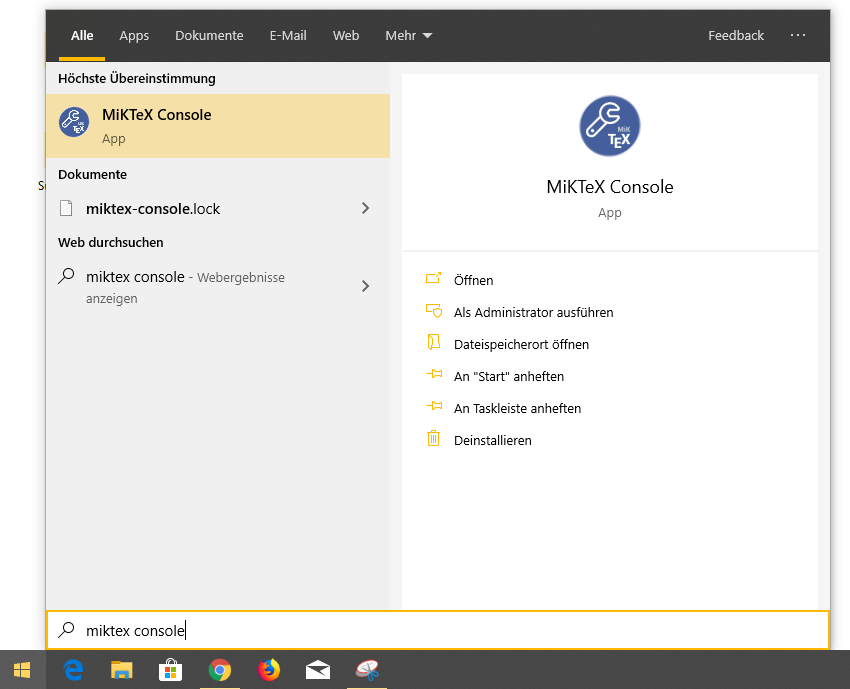 Alle Apps Dokumente E-Mail Web Mehr Feedback ...
Höchste Übereinstimmung
MiKTeX Console
App
Dokumente
miktex-console.lock
Web durchsuchen
miktex console - Webergebnisse
anzeigen
MiK
TEX
MiKTeX Console
App
Öffnen
Als Administrator ausführen
Dateispeicherort öffnen
An "Start" anheften
An Taskleiste anheften
Deinstallieren
miktex console